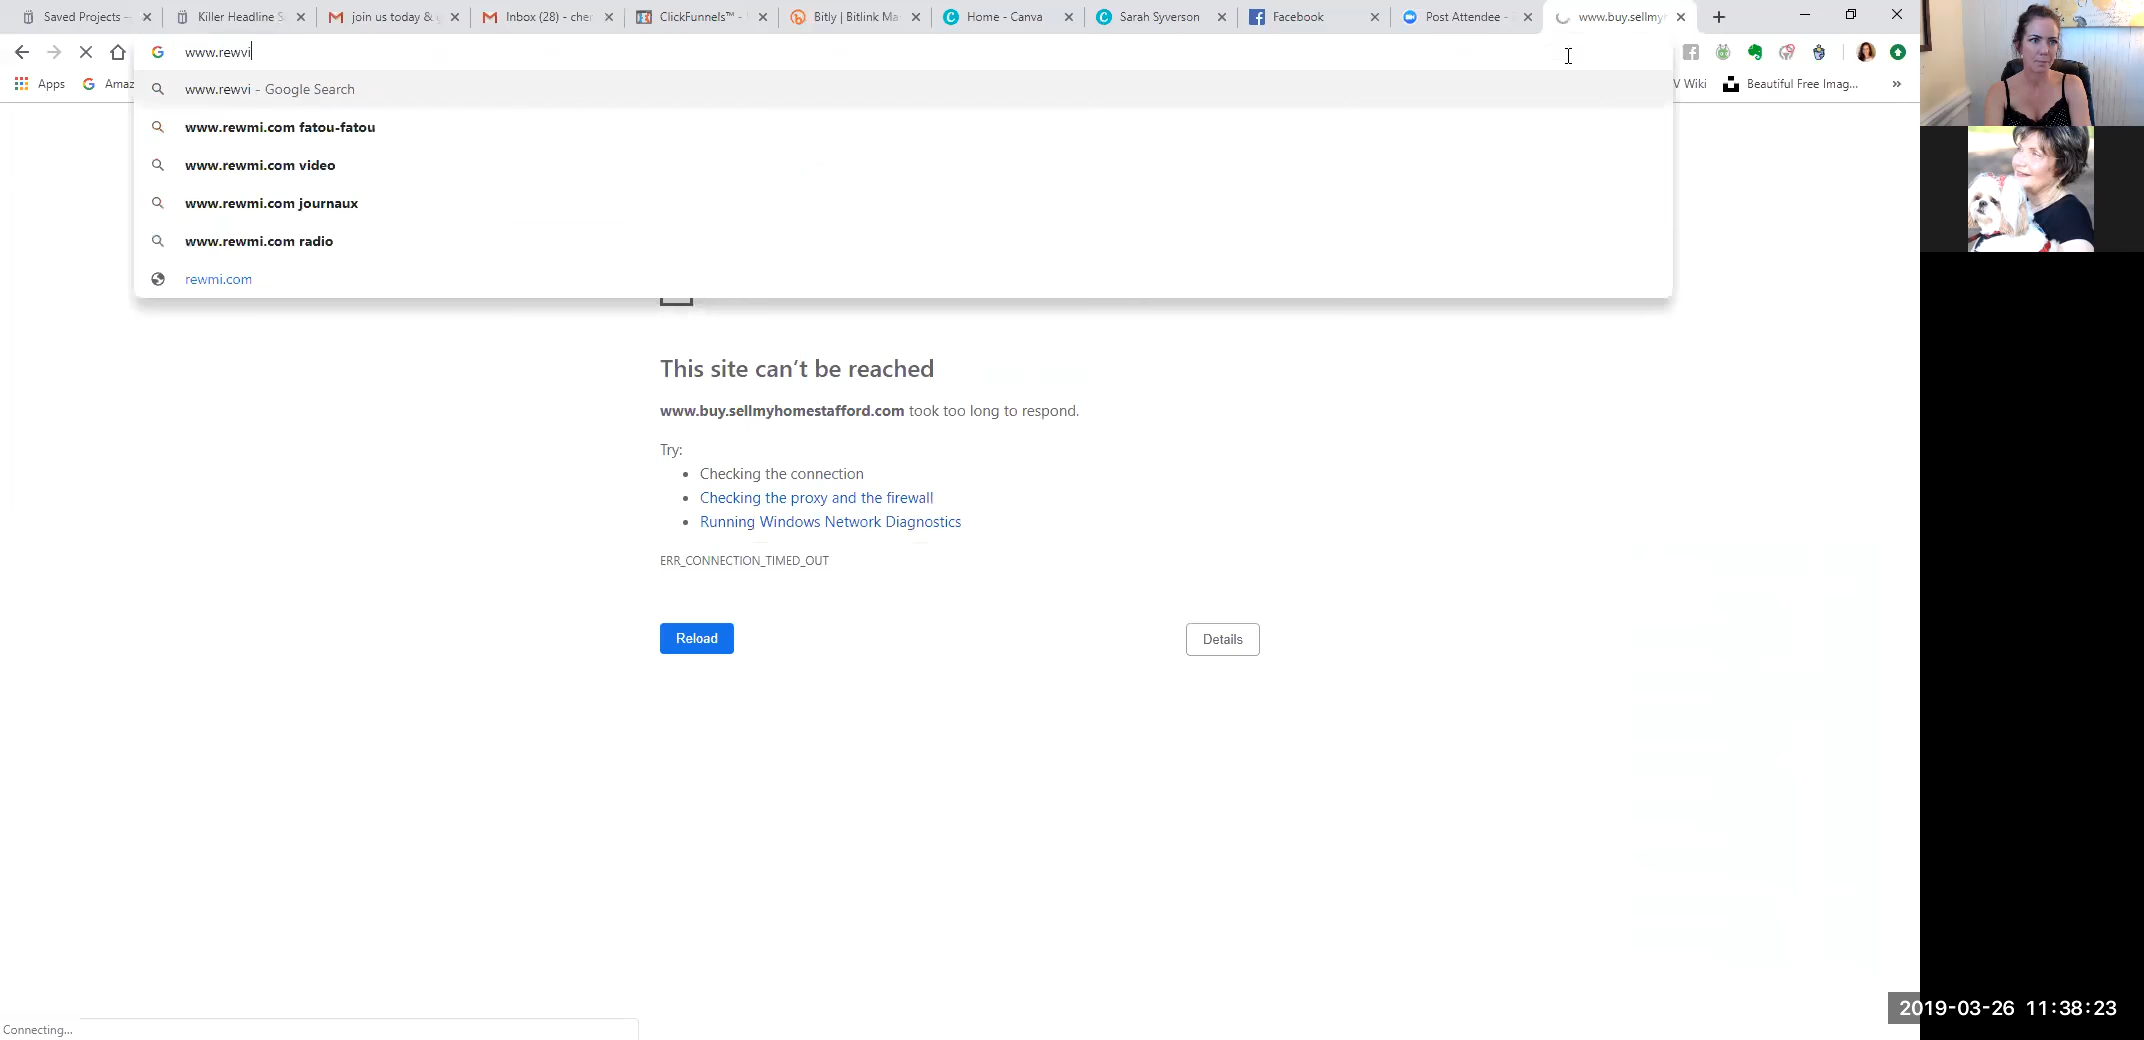 Saved Projects
Killer Headline S
join us today &
Inbox (28) - cher
ClickFunnels™ -
Bitly | Bitlink Ma
Home - Canva
Sarah Syverson
Facebook
Post Attendee -
www.buy.sellmy
www.rewvi
Apps
Amaz
V Wiki
Beautiful Free Imag...
»
www.rewvi - Google Search
www.rewmi.com fatou-fatou
www.rewmi.com video
www.rewmi.com journaux
www.rewmi.com radio
rewmi.com
This site can't be reached
www.buy.sellmyhomestafford.com took too long to respond.
Try:
• Checking the connection
• Checking the proxy and the firewall
• Running Windows Network Diagnostics
ERR_CONNECTION_TIMED_OUT
Reload
Details
2019-03-26 11:38:23
Connecting...